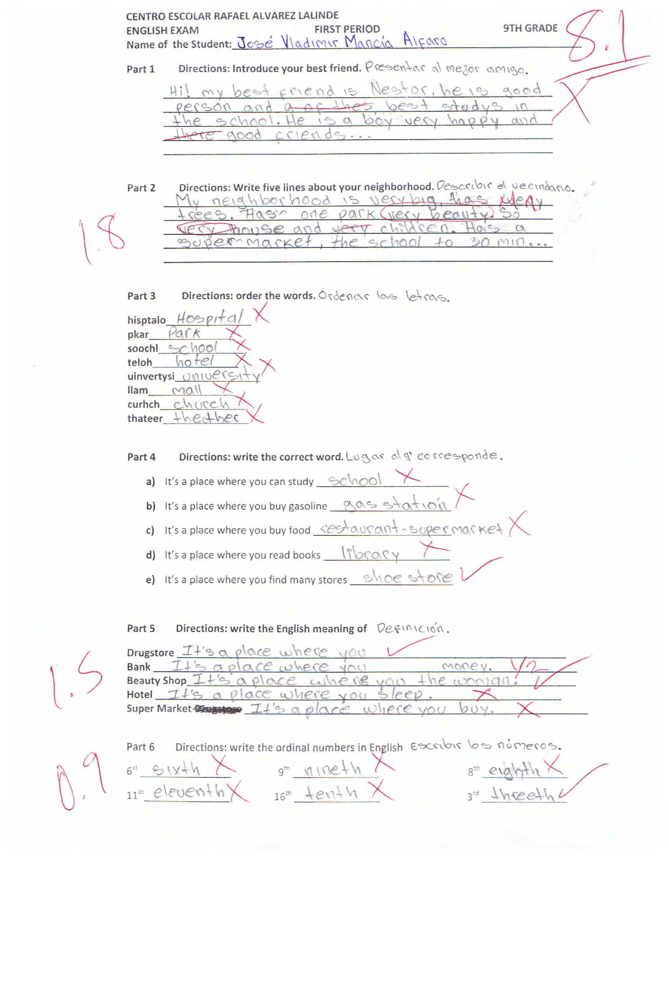 CENTRO ESCOLAR RAFAEL ALVAREZ LALINDE
ENGLISH EXAM FIRST PERIOD 9TH GRADE
8.1
Name of the Student: José Vladimir Mancía Alfaro
Part 1 Directions: Introduce your best friend. Presentar al mejor amigo.
Hi! my best friend is Nestor, he is good
person and a of thes best studys in
the school. He is a boy very happy and
there good friends...
Part 2 Directions: Write five lines about your neighborhood. Describir el vecindario.
My neighborhood is very big, has
trees. Has one park very beauty. So
very house and very children. Has a
supermarket, the school to 30 min...
1.8
Part 3 Directions: order the words. Ordenar las letras.
hisptalo Hospital X
pkar Park X
soochl school X
teloh hotel X
uinvertysi university X
llam mall X
curhch church X
thateer theather X
Part 4 Directions: write the correct word. Lugar al q' corresponde.
a) It's a place where you can study school X
b) It's a place where you buy gasoline gas statión X
c) It's a place where you buy food restaurant - supermarket X
d) It's a place where you read books library X
e) It's a place where you find many stores shoe store ✓
Part 5 Directions: write the English meaning of Definición.
Drugstore It's a place where you ✓
Bank It's a place where you money. 1/2
Beauty Shop It's a place where you the woman. ✓
Hotel It's a place where you sleep. X
Super Market Drugstore It's a place where you buy. X
1.5
Part 6 Directions: write the ordinal numbers in English Escribir los números.
6st sixth X 9th nineth X 8th eighth X
11th eleventh X 16th tenth X 3rd threeth ✓
0.9